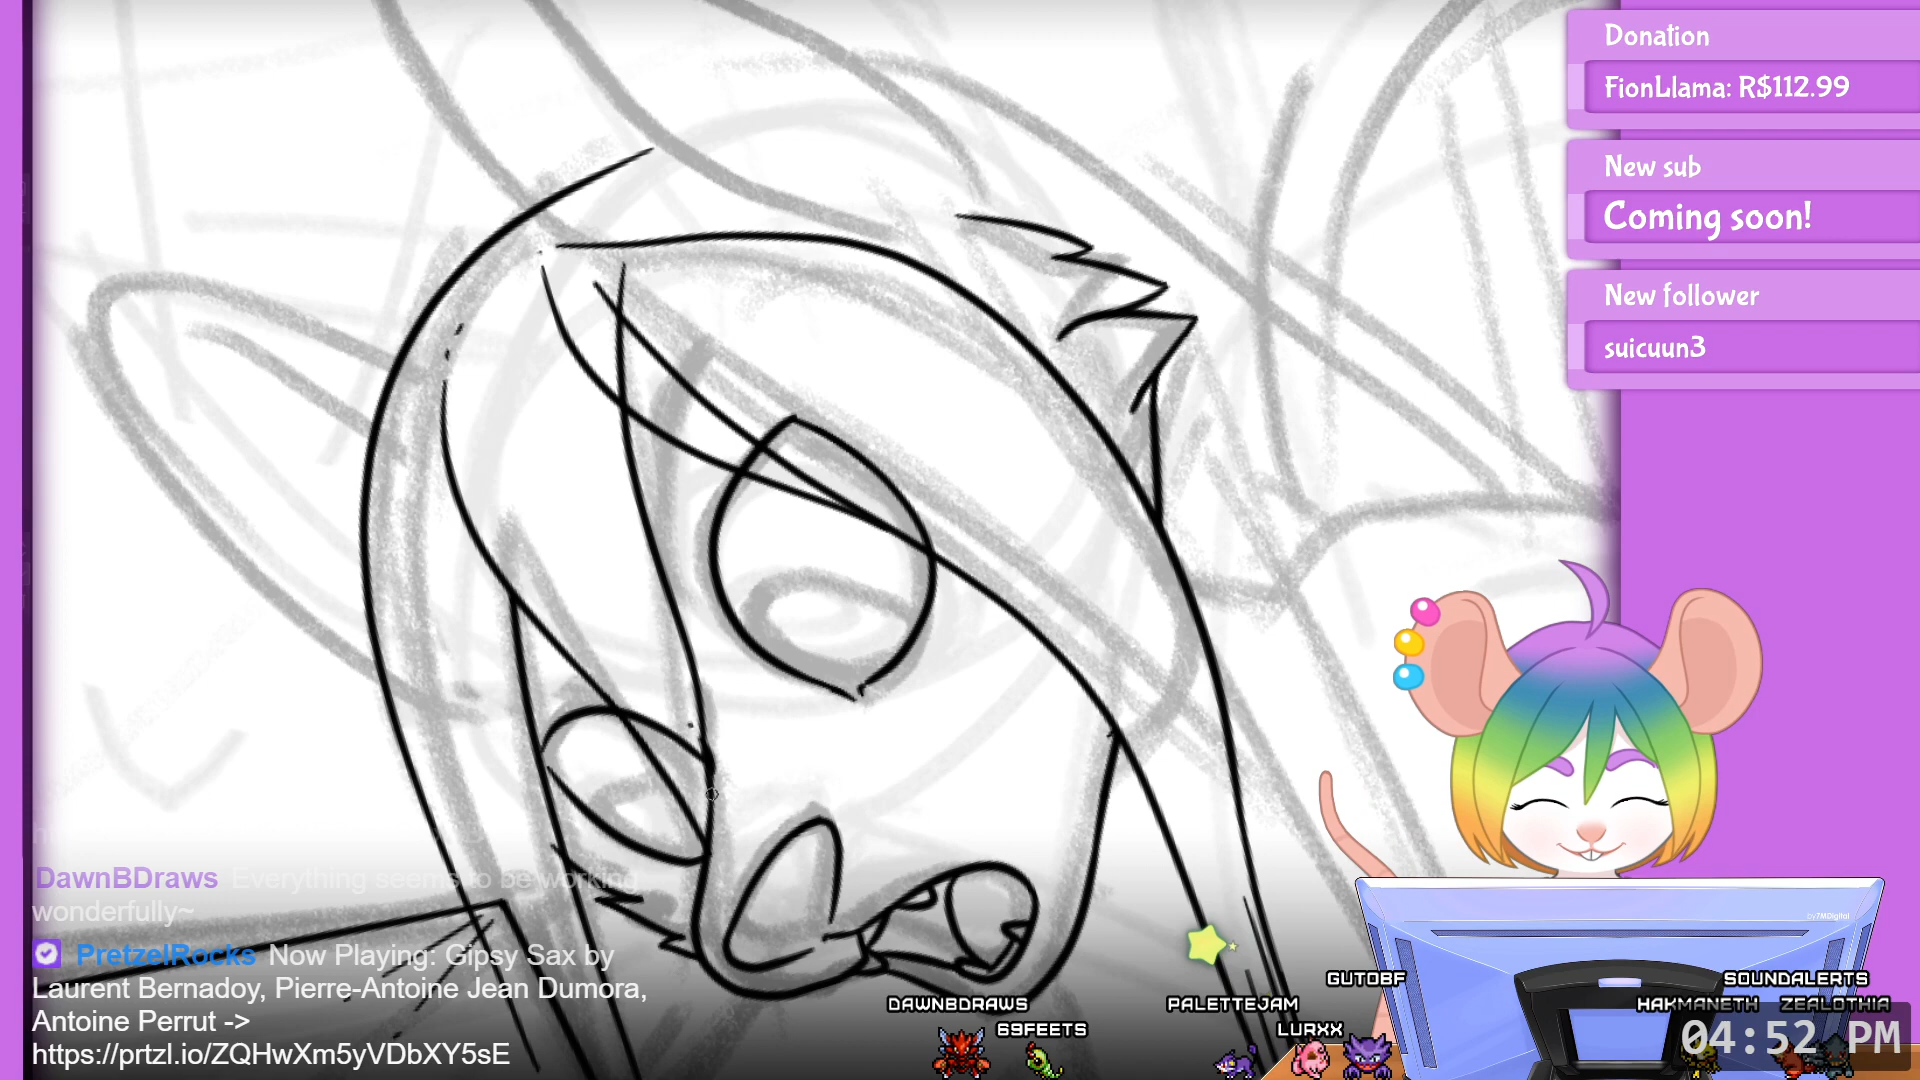 Donation
FionLlama: R$112.99
New sub
Coming soon!
New follower
suicuun3
DawnBDraws Everything seems to be working
wonderfully~
PretzelRocks Now Playing: Gipsy Sax by
Laurent Bernadoy, Pierre-Antoine Jean Dumora,
Antoine Perrut ->
https://prtzl.io/ZQHwXm5yVDbXY5sE
by7MDigital
GUTOBF
SOUNDALERTS
DAWNBDRAWS
PALETTEJAM
HAKMANETH
ZEALOTHIA
69FEETS
LURXX
04:52 PM